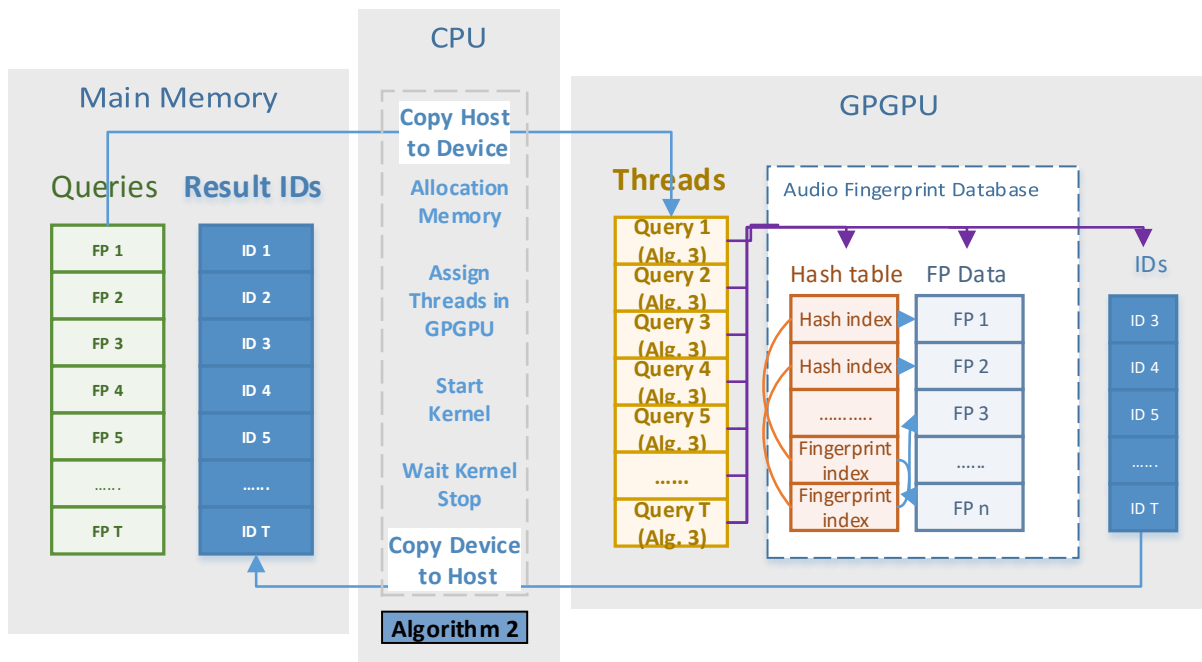 Main Memory
Queries
FP 1
FP 2
FP 3
FP 4
FP 5
......
FP T
Result IDs
ID 1
ID 2
ID 3
ID 4
ID 5
......
ID T
CPU
Copy Host
to Device
Allocation
Memory
Assign
Threads in
GPGPU
Start
Kernel
Wait Kernel
Stop
Copy Device
to Host
Algorithm 2
GPGPU
Threads
Query 1
(Alg. 3)
Query 2
(Alg. 3)
Query 3
(Alg. 3)
Query 4
(Alg. 3)
Query 5
(Alg. 3)
......
Query T
(Alg. 3)
Audio Fingerprint Database
Hash table
Hash index
Hash index
...........
Fingerprint
index
Fingerprint
index
FP Data
FP 1
FP 2
FP 3
......
FP n
IDs
ID 3
ID 4
ID 5
......
ID T